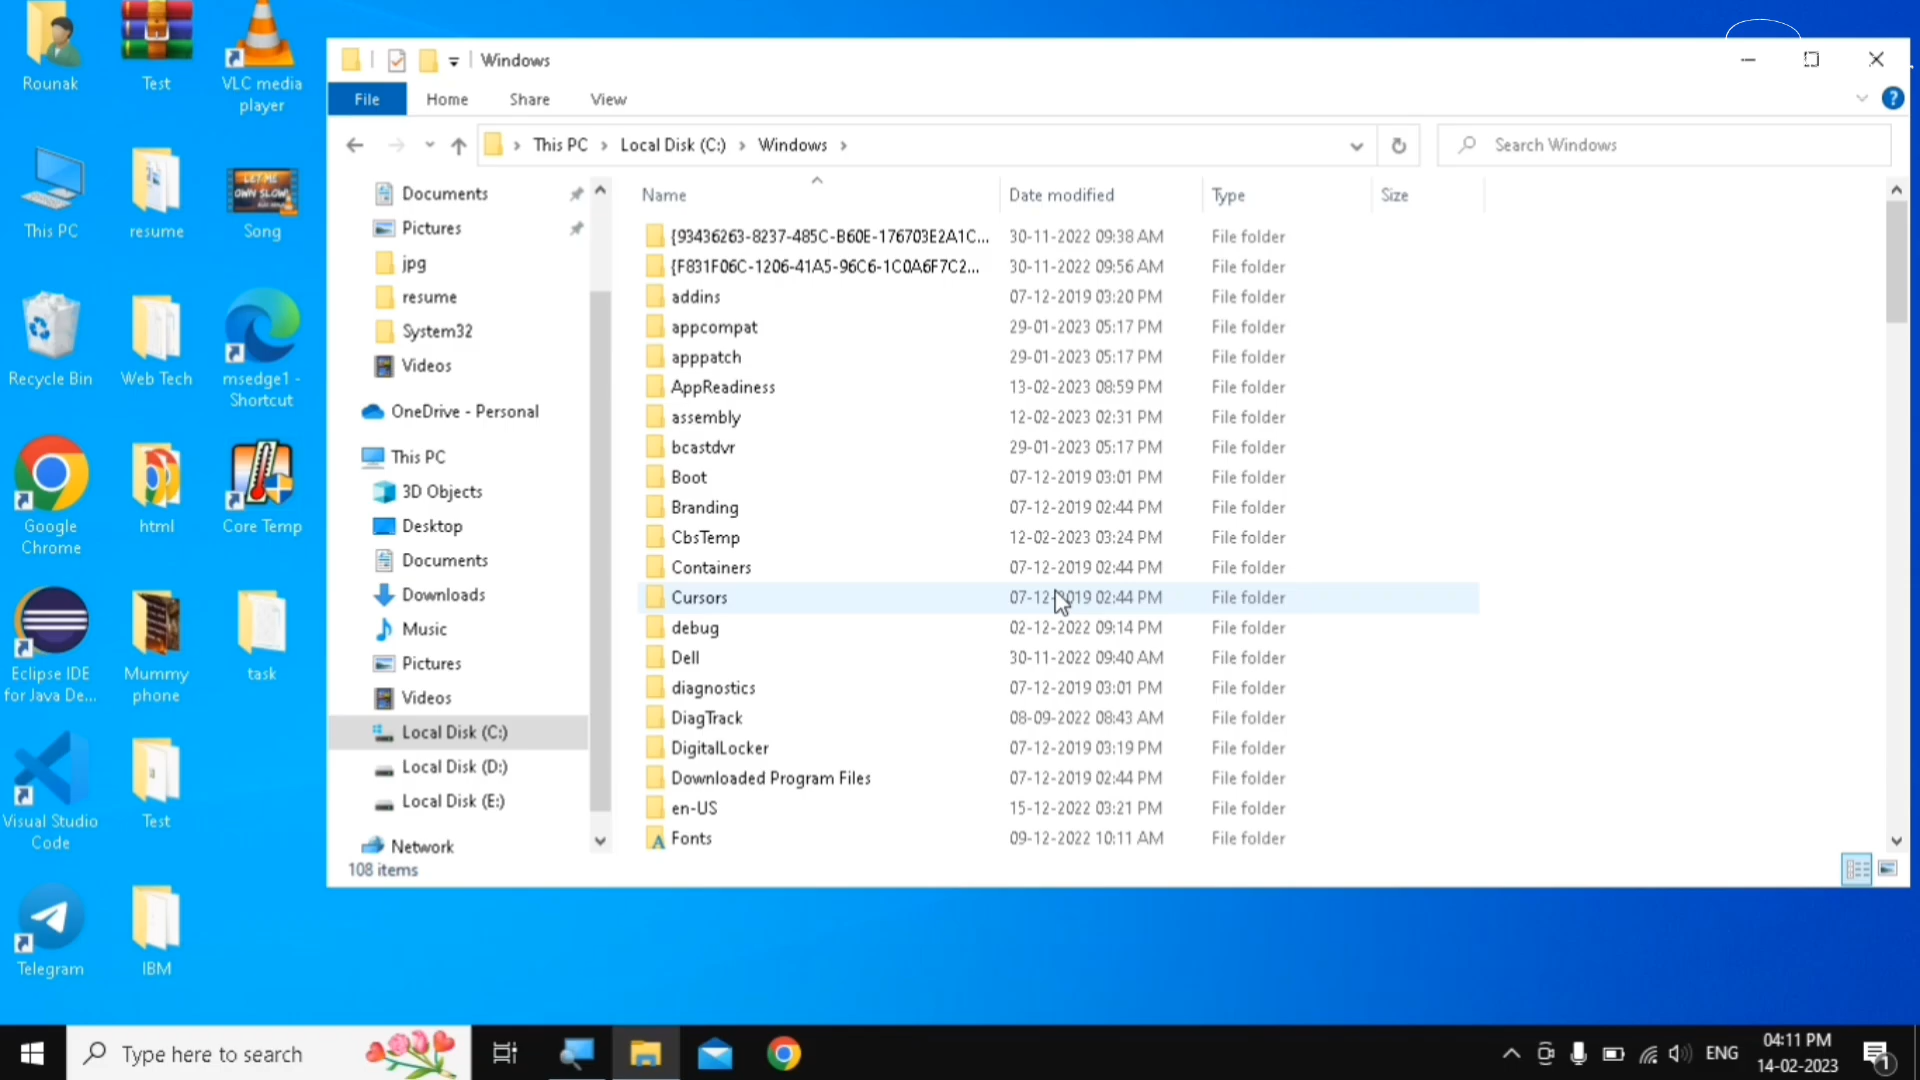 Rounak
Test
VLC media
player
This PC
resume
LET ME
OWN SLOW
Song
Recycle Bin
Web Tech
msedge1 -
Shortcut
Google
Chrome
html
Core Temp
Eclipse IDE
for Java De...
Mummy
phone
task
Visual Studio
Code
Test
Telegram
IBM
Windows
File
Home
Share
View
This PC
Local Disk (C:)
Windows
Search Windows
Documents
Pictures
jpg
resume
System32
Videos
OneDrive - Personal
This PC
3D Objects
Desktop
Documents
Downloads
Music
Pictures
Videos
Local Disk (C:)
Local Disk (D:)
Local Disk (E:)
Network
108 items
Name Date modified Type Size
{93436263-8237-485C-B60E-176703E2A1C... 30-11-2022 09:38 AM File folder
{F831F06C-1206-41A5-96C6-1C0A6F7C2... 30-11-2022 09:56 AM File folder
addins 07-12-2019 03:20 PM File folder
appcompat 29-01-2023 05:17 PM File folder
apppatch 29-01-2023 05:17 PM File folder
AppReadiness 13-02-2023 08:59 PM File folder
assembly 12-02-2023 02:31 PM File folder
bcastdvr 29-01-2023 05:17 PM File folder
Boot 07-12-2019 03:01 PM File folder
Branding 07-12-2019 02:44 PM File folder
CbsTemp 12-02-2023 03:24 PM File folder
Containers 07-12-2019 02:44 PM File folder
Cursors 07-12-2019 02:44 PM File folder
debug 02-12-2022 09:14 PM File folder
Dell 30-11-2022 09:40 AM File folder
diagnostics 07-12-2019 03:01 PM File folder
DiagTrack 08-09-2022 08:43 AM File folder
DigitalLocker 07-12-2019 03:19 PM File folder
Downloaded Program Files 07-12-2019 02:44 PM File folder
en-US 15-12-2022 03:21 PM File folder
Fonts 09-12-2022 10:11 AM File folder
Type here to search
ENG
04:11 PM
14-02-2023
1